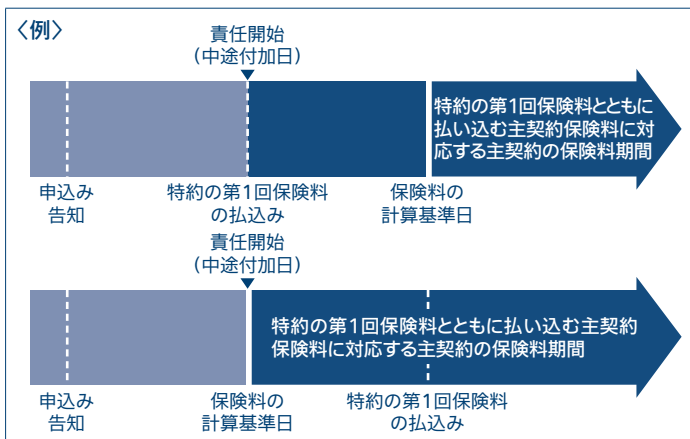 〈例〉
責任開始
（中途付加日）
特約の第1回保険料とともに
払い込む主契約保険料に対
応する主契約の保険料期間
申込み
告知
特約の第1回保険料
の払込み
保険料の
計算基準日
責任開始
（中途付加日）
特約の第1回保険料とともに払い込む主契約
保険料に対応する主契約の保険料期間
申込み
告知
保険料の
計算基準日
特約の第1回保険料
の払込み